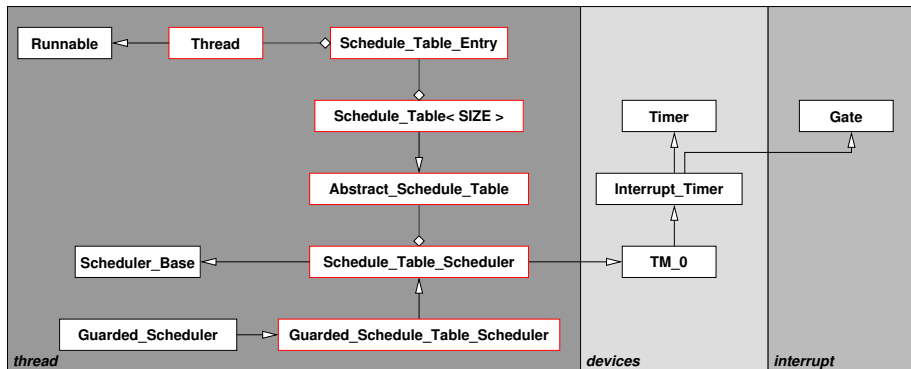 Runnable
Thread
Schedule_Table_Entry
Schedule_Table< SIZE >
Timer
Gate
Abstract_Schedule_Table
Interrupt_Timer
Scheduler_Base
Schedule_Table_Scheduler
TM_0
Guarded_Scheduler
Guarded_Schedule_Table_Scheduler
thread
devices
interrupt